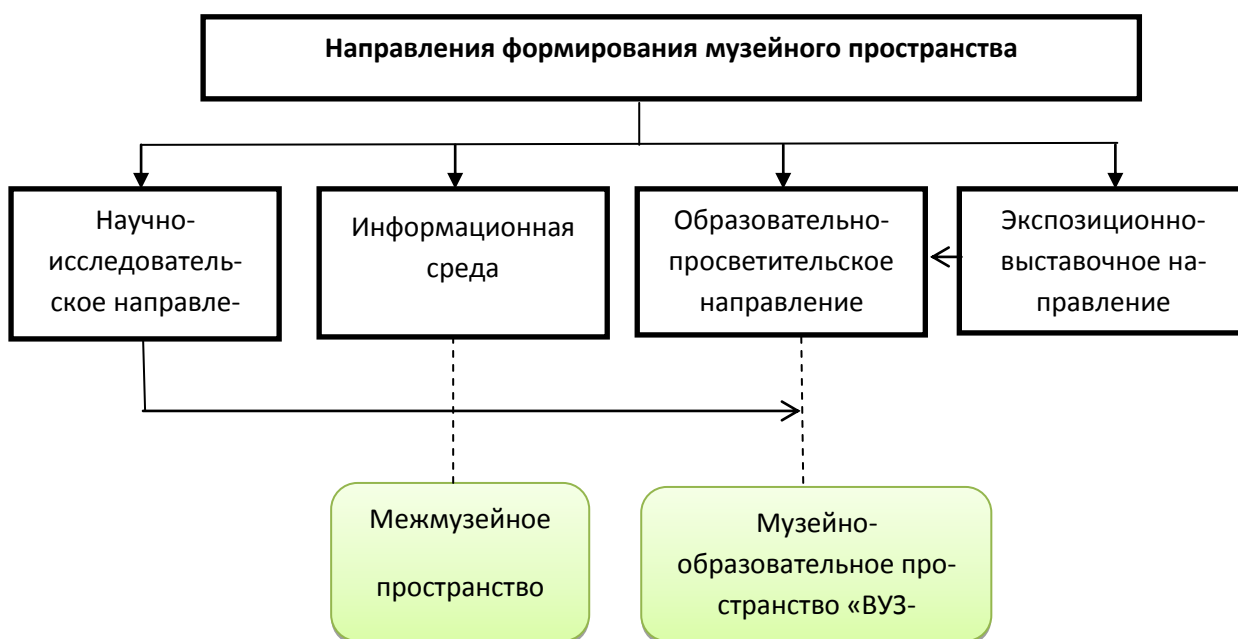 Направления формирования музейного пространства
Научно-
исследователь-
ское направле-
Информационная
среда
Образовательно-
просветительское
направление
Экспозиционно-
выставочное на-
правление
Межмузейное
пространство
Музейно-
образовательное про-
странство «ВУЗ-